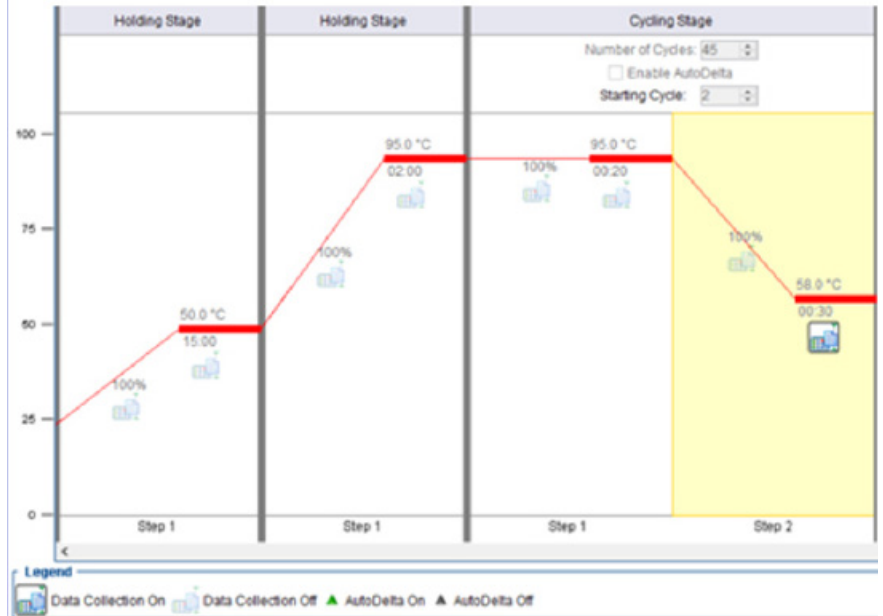 Holding Stage
Holding Stage
Cycling Stage
Number of Cycles: 45
Enable AutoDelta
Starting Cycle: 2
100
95.0 °C
02:00
95.0 °C
100%
00:20
75
100%
100%
58.0 °C
00:30
50.0 °C
50
15:00
100%
25
0
Step 1
Step 1
Step 1
Step 2
<
Legend
Data Collection On Data Collection Off AutoDelta On AutoDelta Off